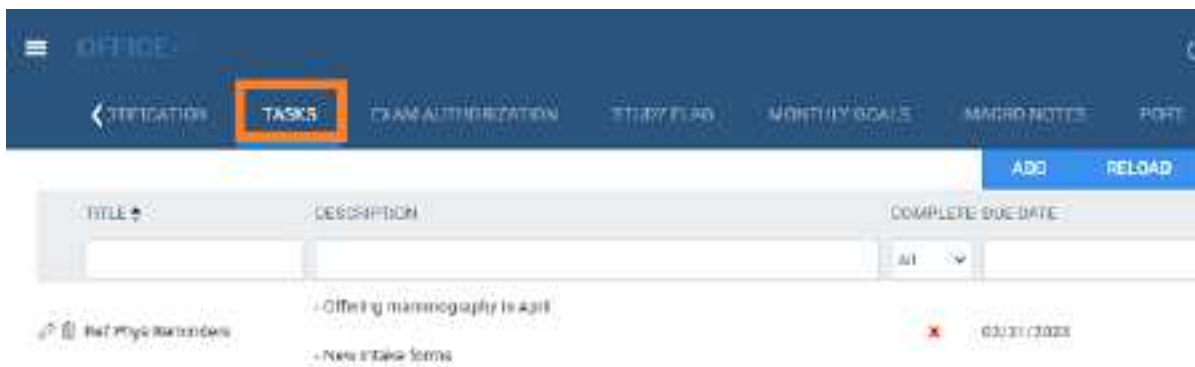 OFFICE
TASKS EXAM AUTHORIZATION STUDY FLAG MONTHLY GOALS MACRO NOTES PORT
ADD RELOAD
TITLE DESCRIPTION COMPLETE DUE DATE
All
- Offering mammography in April
Ref Phys Reminders
- New intake forms